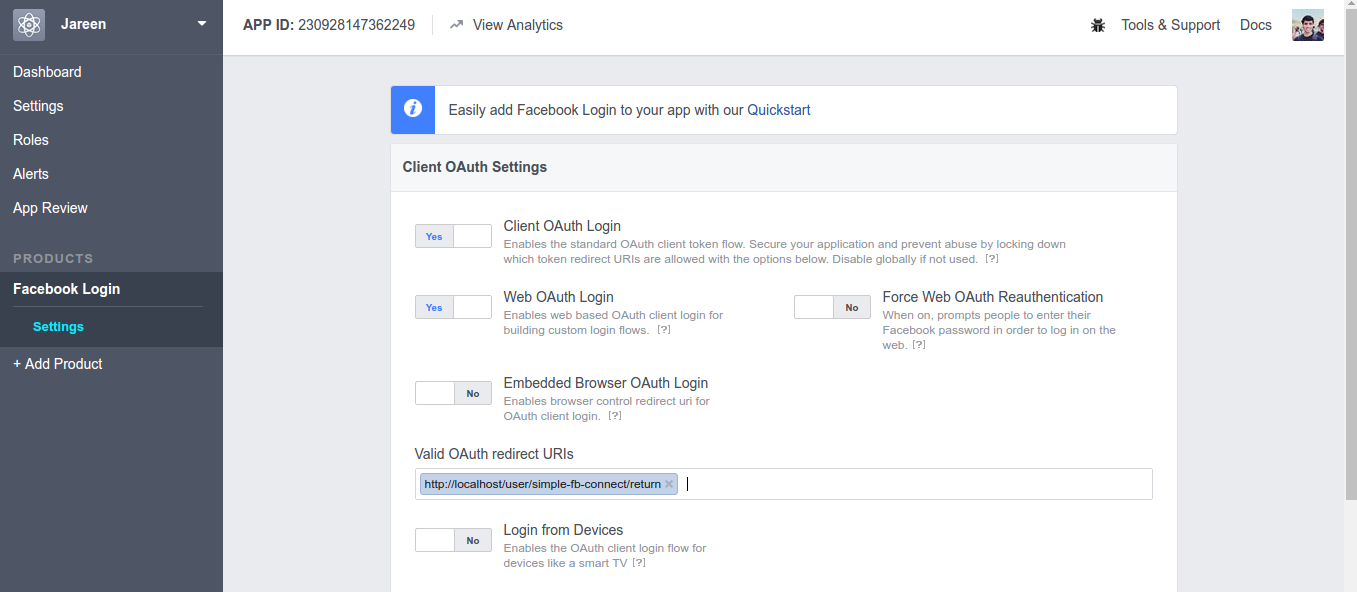 Jareen
APP ID: 230928147362249
View Analytics
Tools & Support
Docs
Dashboard
Settings
Roles
Alerts
App Review
PRODUCTS
Facebook Login
Settings
+ Add Product
Easily add Facebook Login to your app with our Quickstart
Client OAuth Settings
Yes
Client OAuth Login
Enables the standard OAuth client token flow. Secure your application and prevent abuse by locking down
which token redirect URIs are allowed with the options below. Disable globally if not used. [?]
Yes
Web OAuth Login
Enables web based OAuth client login for
building custom login flows. [?]
No
Force Web OAuth Reauthentication
When on, prompts people to enter their
Facebook password in order to log in on the
web. [?]
No
Embedded Browser OAuth Login
Enables browser control redirect uri for
OAuth client login. [?]
Valid OAuth redirect URIs
http://localhost/user/simple-fb-connect/return ×
No
Login from Devices
Enables the OAuth client login flow for
devices like a smart TV [?]